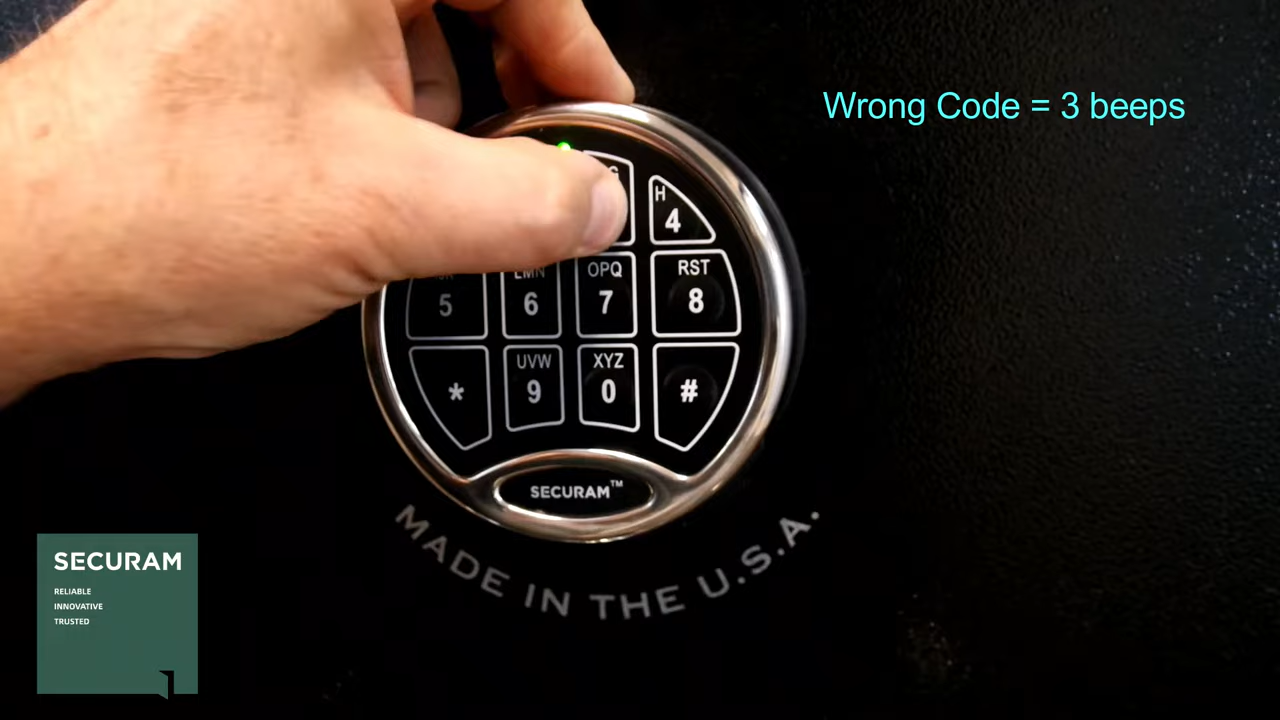 Wrong Code = 3 beeps
H
4
OPQ
RST
5
6
7
8
UVW
XYZ
*
9
0
#
SECURAM™
MADE IN THE U.S.A.
SECURAM
RELIABLE
INNOVATIVE
TRUSTED